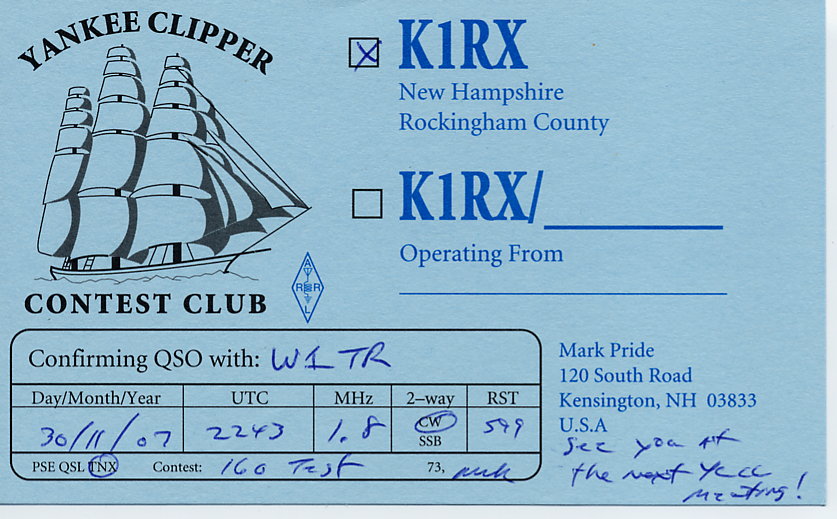 YANKEE CLIPPER
CONTEST CLUB
ARRL
K1RX
New Hampshire
Rockingham County
K1RX/
Operating From
Confirming QSO with: W1TR
Day/Month/Year UTC MHz 2–way RST
30/11/07 2243 1.8 CW 599
SSB
PSE QSL TNX Contest: 160 Test 73, Mark
Mark Pride
120 South Road
Kensington, NH 03833
U.S.A
See you at
the next YCCC
meeting!